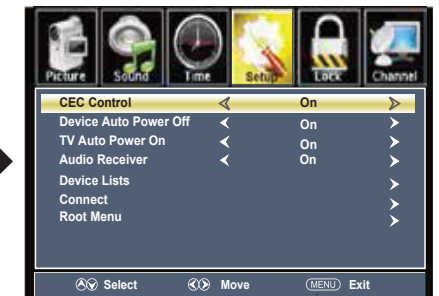 Picture Sound Time Setup Lock Channel
CEC Control On
Device Auto Power Off On
TV Auto Power On On
Audio Receiver On
Device Lists
Connect
Root Menu
Select Move MENU Exit